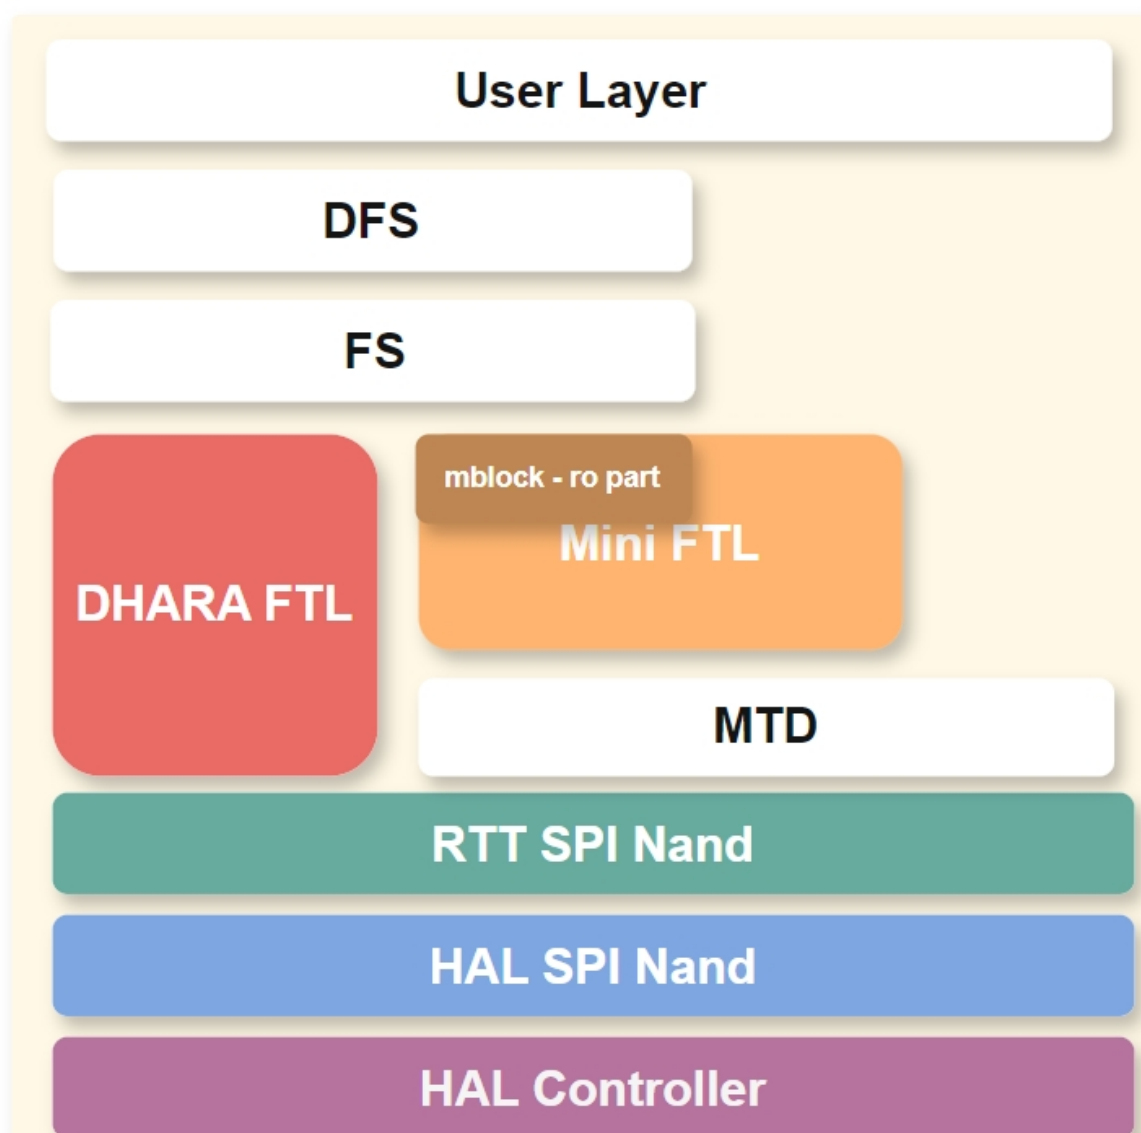 User Layer
DFS
FS
mblock - ro part
Mini FTL
DHARA FTL
MTD
RTT SPI Nand
HAL SPI Nand
HAL Controller